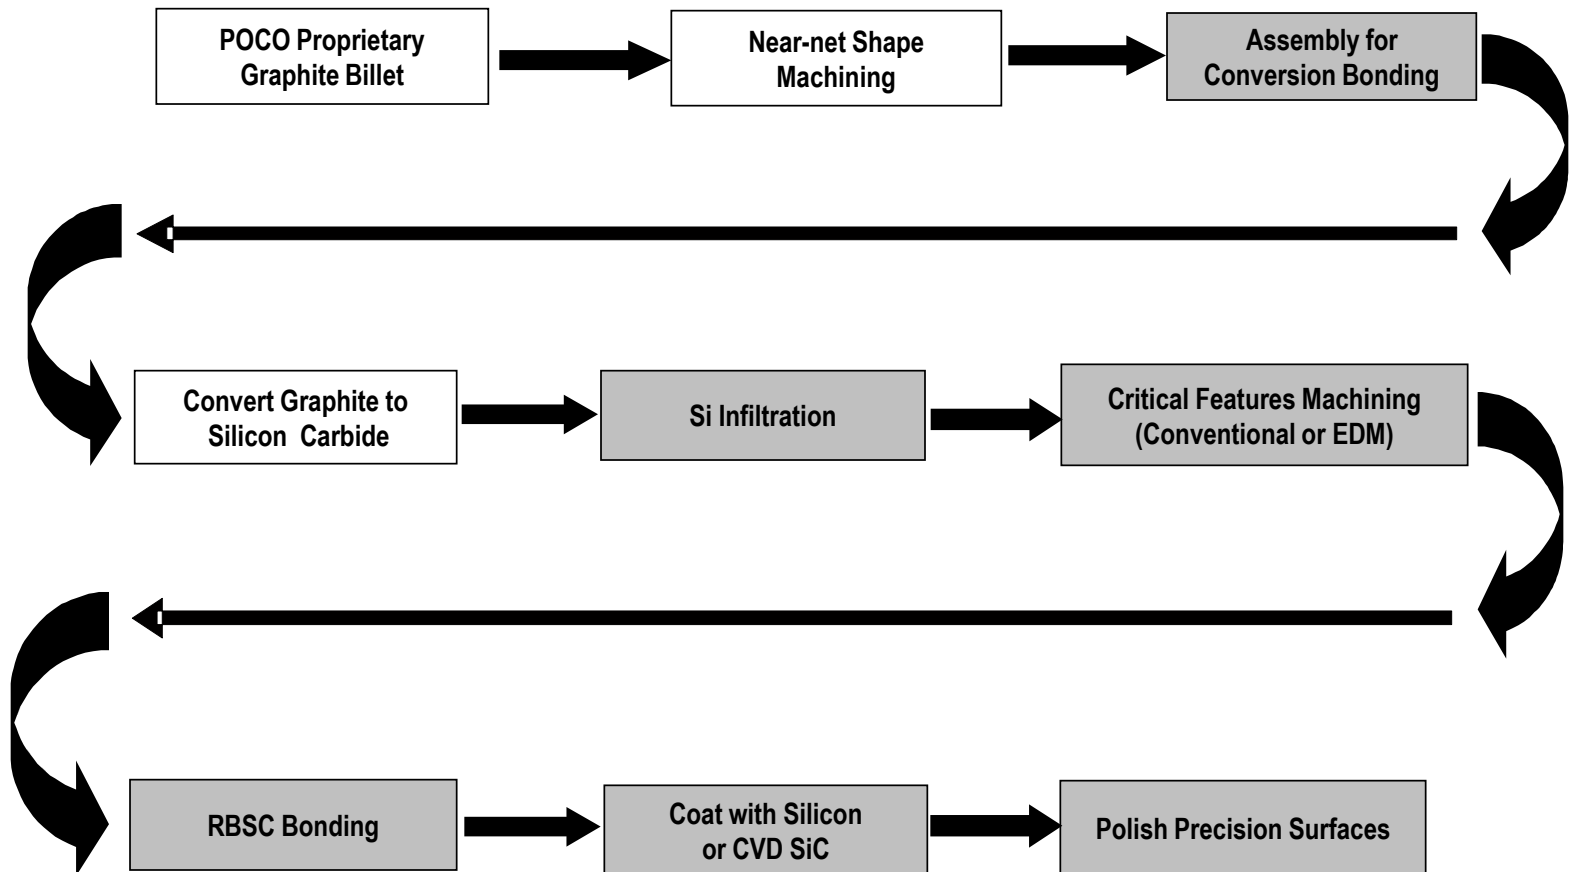 POCO Proprietary
Graphite Billet
Near-net Shape
Machining
Assembly for
Conversion Bonding
Convert Graphite to
Silicon  Carbide
Si Infiltration
Critical Features Machining
(Conventional or EDM)
RBSC Bonding
Coat with Silicon
or CVD SiC
Polish Precision Surfaces